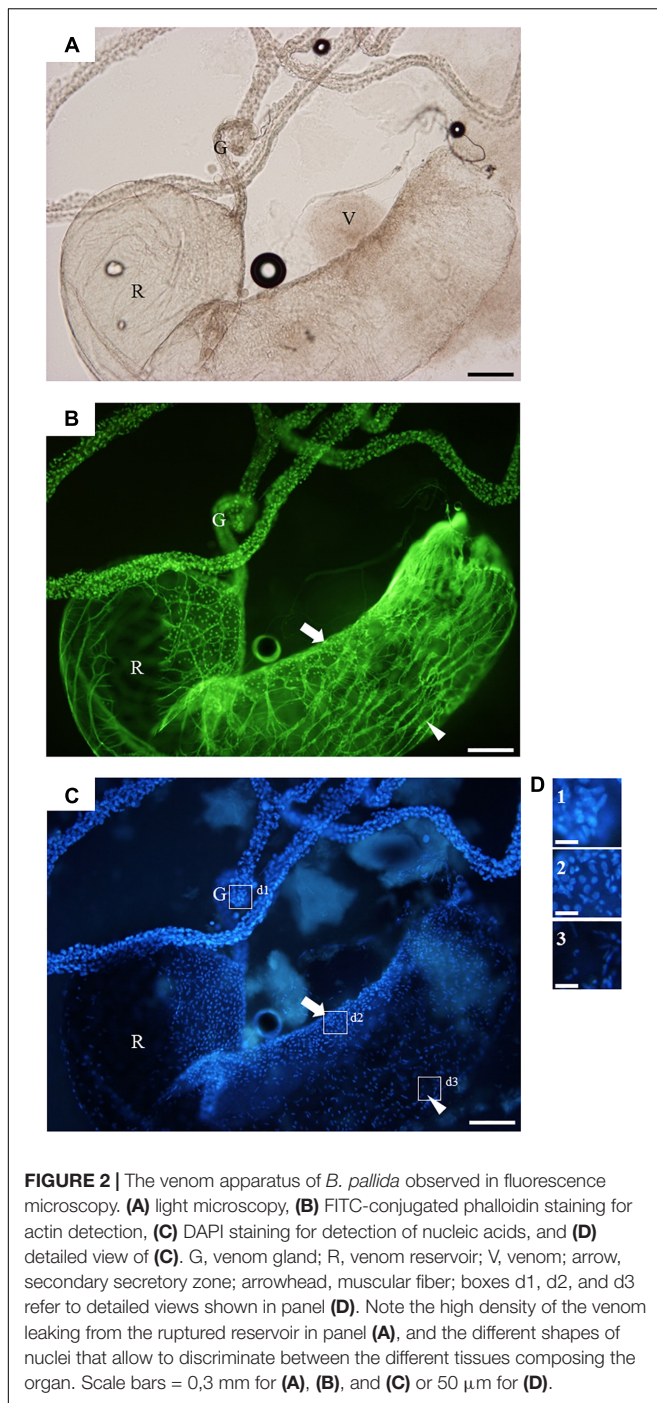 A
G
V
R
B
G
R
C
D
1
G
d1
2
d2
R
3
d3
FIGURE 2 | The venom apparatus of B. pallida observed in fluorescence
microscopy. (A) light microscopy, (B) FITC-conjugated phalloidin staining for
actin detection, (C) DAPI staining for detection of nucleic acids, and (D)
detailed view of (C). G, venom gland; R, venom reservoir; V, venom; arrow,
secondary secretory zone; arrowhead, muscular fiber; boxes d1, d2, and d3
refer to detailed views shown in panel (D). Note the high density of the venom
leaking from the ruptured reservoir in panel (A), and the different shapes of
nuclei that allow to discriminate between the different tissues composing the
organ. Scale bars = 0,3 mm for (A), (B), and (C) or 50 μm for (D).